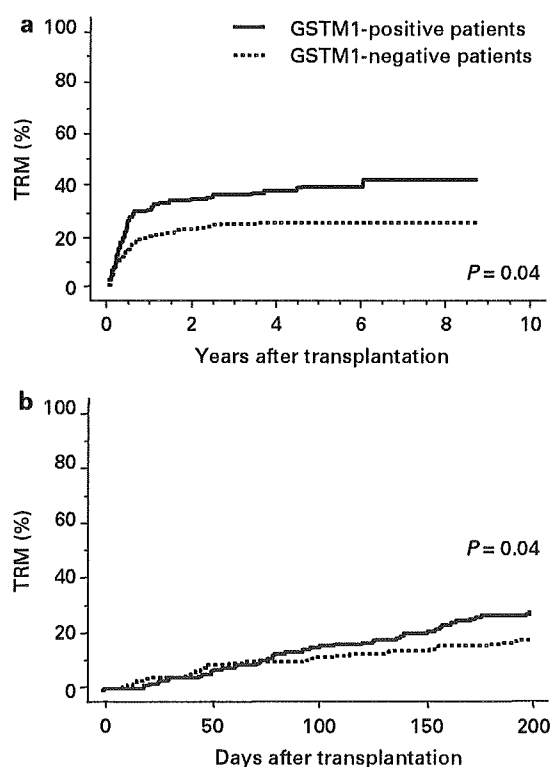 a
100
80
60
40
20
0
TRM (%)
GSTM1-positive patients
GSTM1-negative patients
P = 0.04
0 2 4 6 8 10
Years after transplantation
b
100
80
60
40
20
0
TRM (%)
P = 0.04
0 50 100 150 200
Days after transplantation